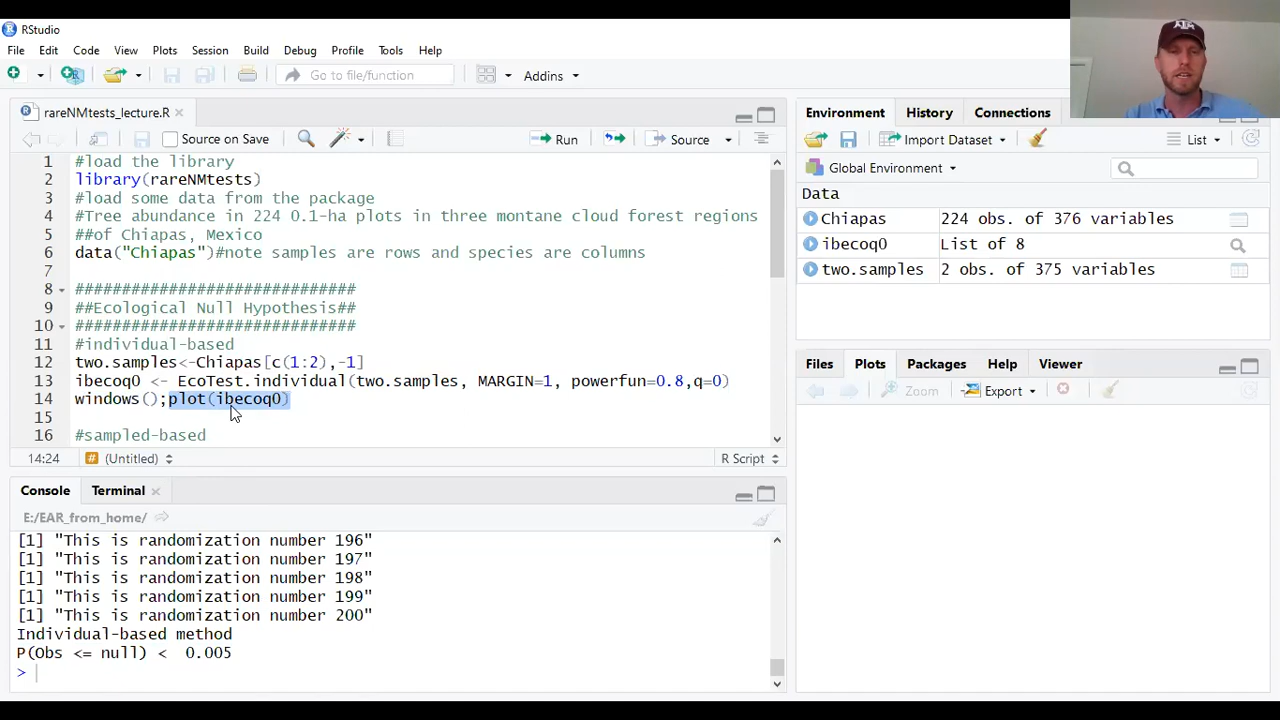 RStudio
File Edit Code View Plots Session Build Debug Profile Tools Help
Go to file/function Addins
rareNMtests_lecture.R
Source on Save Run Source
1 #load the library
2 library(rareNMtests)
3 #load some data from the package
4 #Tree abundance in 224 0.1-ha plots in three montane cloud forest regions
5 ##of Chiapas, Mexico
6 data("Chiapas")#note samples are rows and species are columns
7
8 ##############################
9 ##Ecological Null Hypothesis##
10 ##############################
11 #individual-based
12 two.samples<-Chiapas[c(1:2),-1]
13 ibecoq0 <- EcoTest.individual(two.samples, MARGIN=1, powerfun=0.8,q=0)
14 windows();plot(ibecoq0)
15
16 #sampled-based
14:24 # (Untitled) R Script
Console Terminal
E:/EAR_from_home/
[1] "This is randomization number 196"
[1] "This is randomization number 197"
[1] "This is randomization number 198"
[1] "This is randomization number 199"
[1] "This is randomization number 200"
Individual-based method
P(Obs <= null) < 0.005
>
Environment History Connections
Import Dataset List
Global Environment
Data
Chiapas 224 obs. of 376 variables
ibecoq0 List of 8
two.samples 2 obs. of 375 variables
Files Plots Packages Help Viewer
Zoom Export